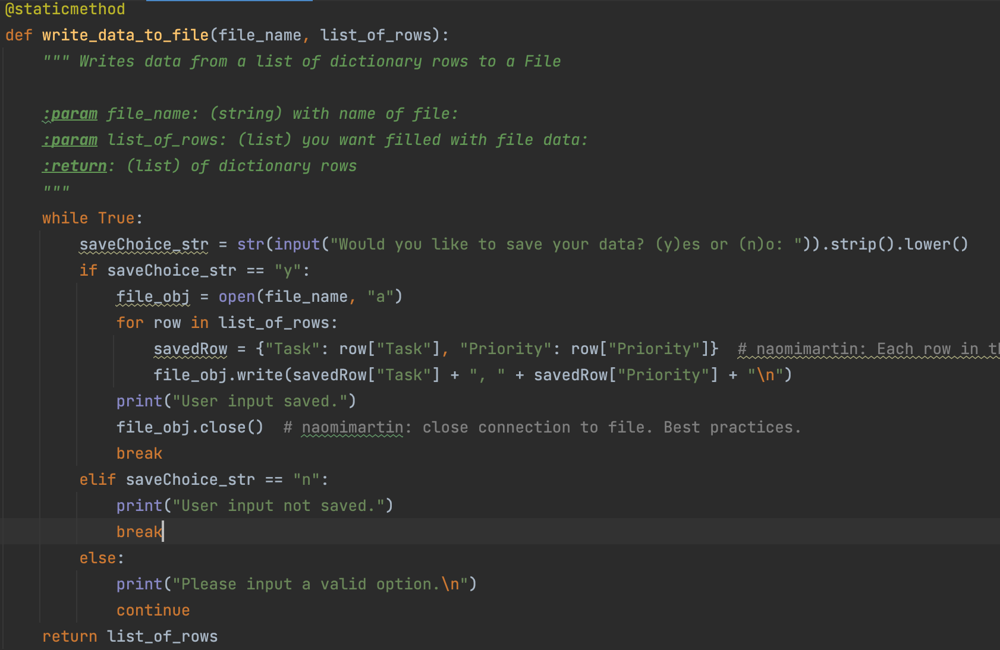 @staticmethod
def write_data_to_file(file_name, list_of_rows):
    """ Writes data from a list of dictionary rows to a File

    :param file_name: (string) with name of file:
    :param list_of_rows: (list) you want filled with file data:
    :return: (list) of dictionary rows
    """
    while True:
        saveChoice_str = str(input("Would you like to save your data? (y)es or (n)o: ")).strip().lower()
        if saveChoice_str == "y":
            file_obj = open(file_name, "a")
            for row in list_of_rows:
                savedRow = {"Task": row["Task"], "Priority": row["Priority"]}  # naomimartin: Each row in
                file_obj.write(savedRow["Task"] + ", " + savedRow["Priority"] + "\n")
            print("User input saved.")
            file_obj.close()  # naomimartin: close connection to file. Best practices.
            break
        elif saveChoice_str == "n":
            print("User input not saved.")
            break
        else:
            print("Please input a valid option.\n")
            continue
    return list_of_rows